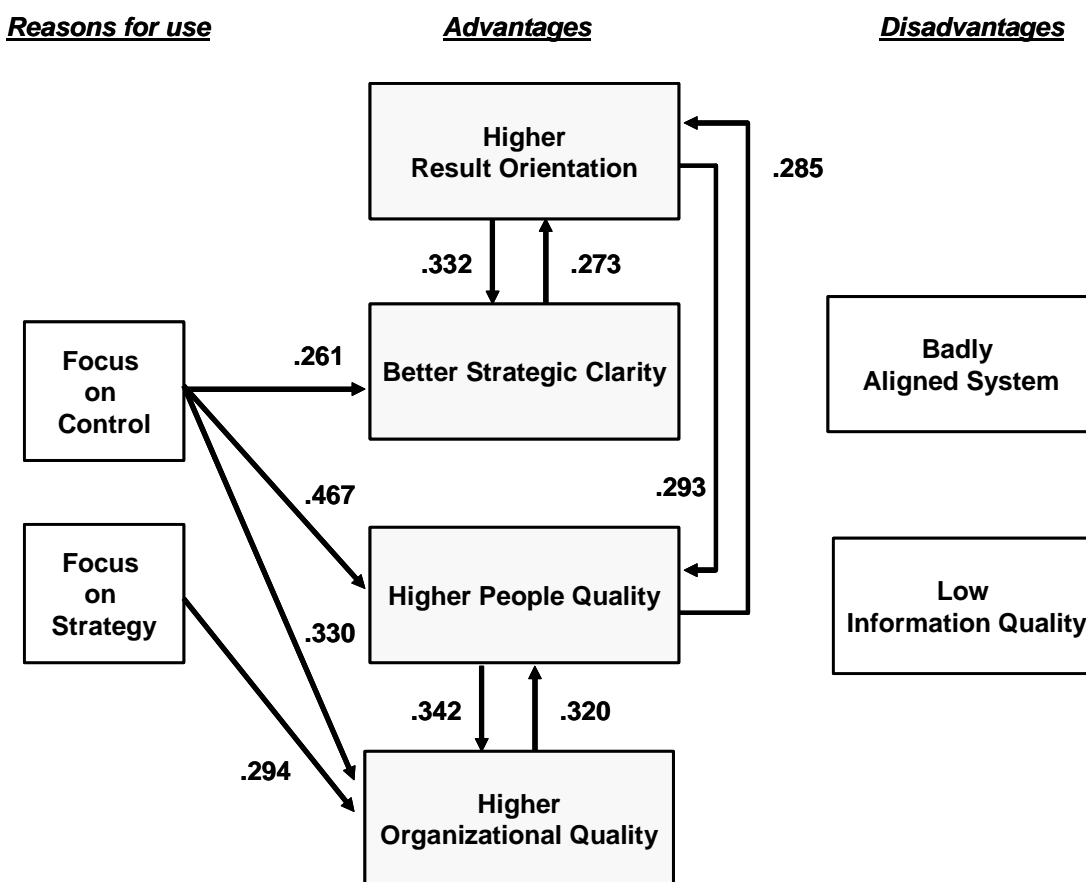 Reasons for use
Advantages
Disadvantages
Higher
Result Orientation
.285
.332
.273
Focus
on
Control
.261
Better Strategic Clarity
Badly
Aligned System
.467
.293
Focus
on
Strategy
Higher People Quality
Low
Information Quality
.330
.342
.320
.294
Higher
Organizational Quality